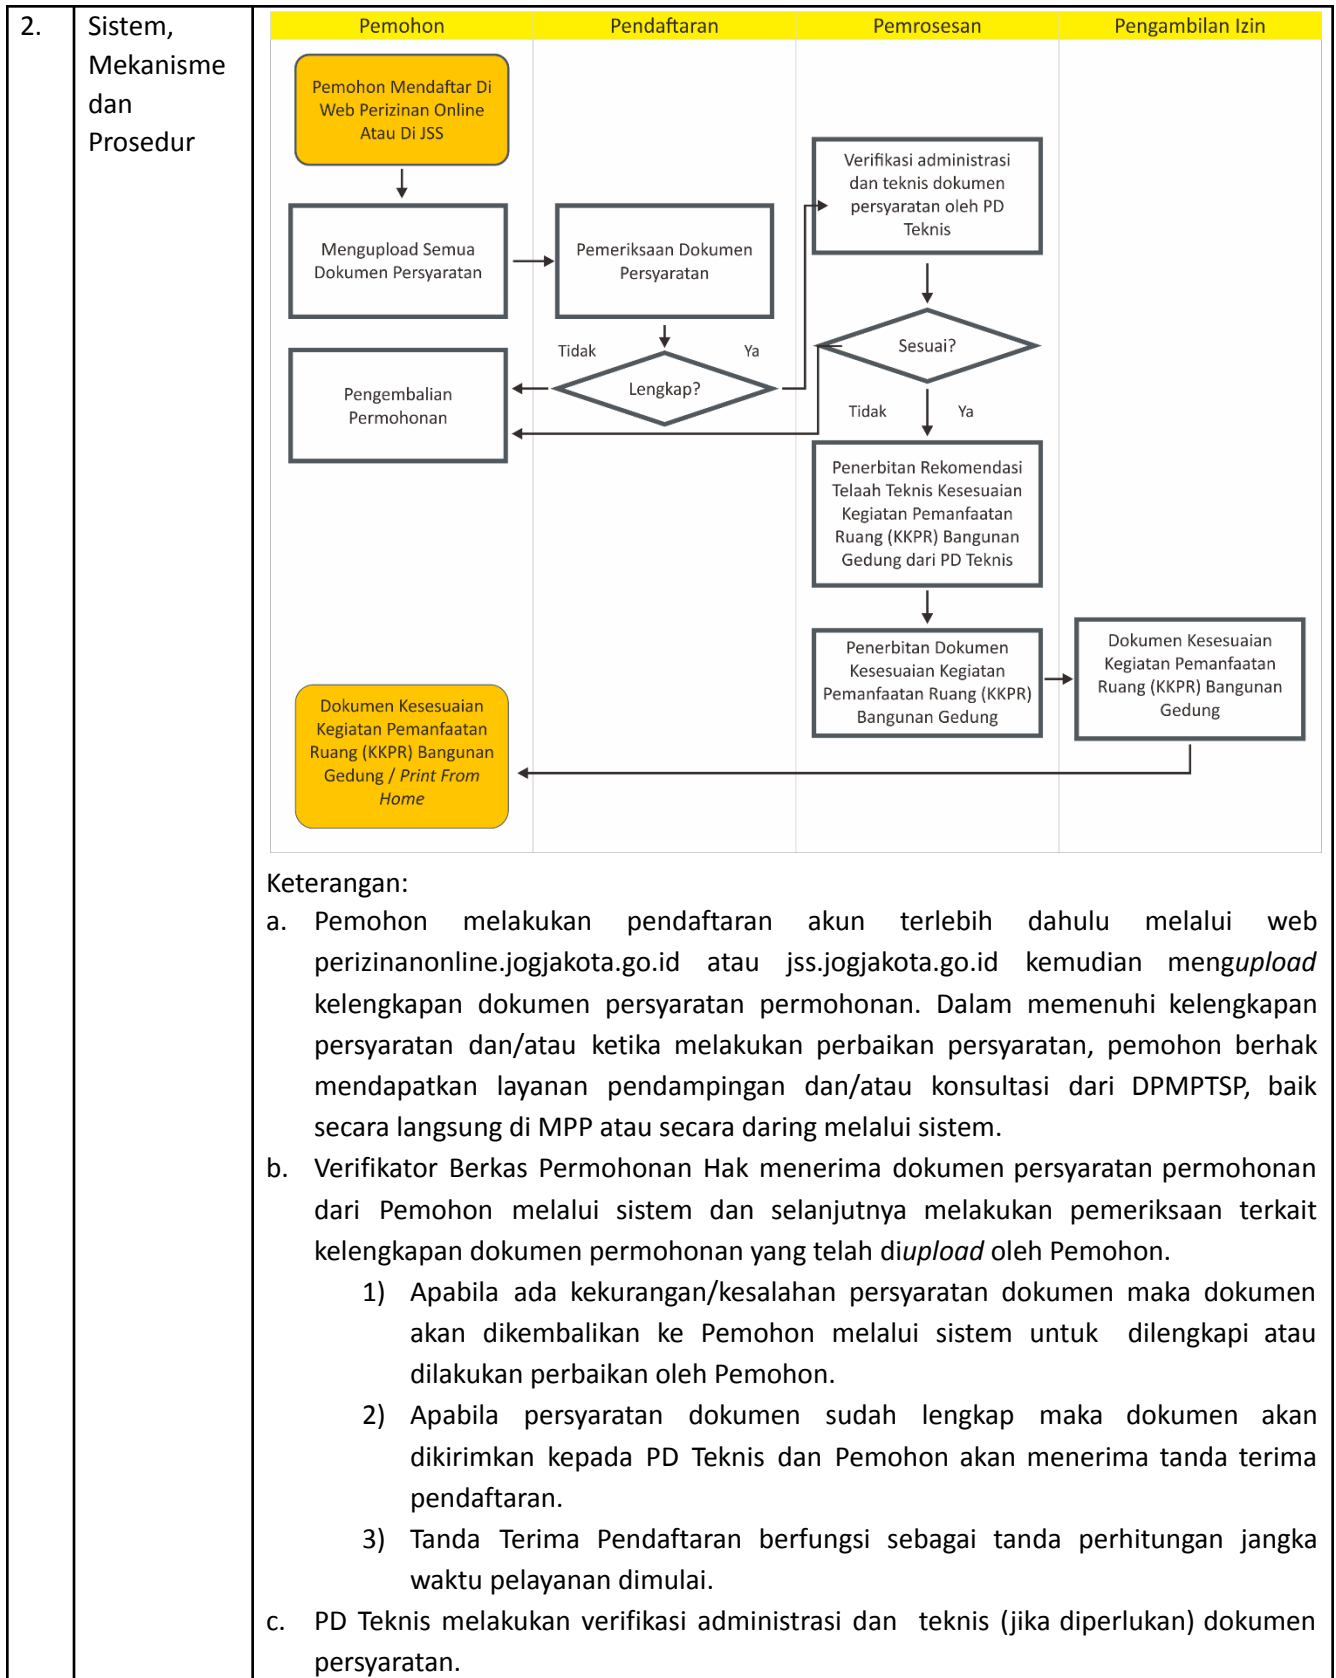 2.
Sistem,
Mekanisme
dan
Prosedur
Pemohon
Pendaftaran
Pemrosesan
Pengambilan Izin
Pemohon Mendaftar Di
Web Perizinan Online
Atau Di JSS
Mengupload Semua
Dokumen Persyaratan
Pemeriksaan Dokumen
Persyaratan
Verifikasi administrasi
dan teknis dokumen
persyaratan oleh PD
Teknis
Tidak
Ya
Lengkap?
Sesuai?
Pengembalian
Permohonan
Tidak
Ya
Penerbitan Rekomendasi
Telaah Teknis Kesesuaian
Kegiatan Pemanfaatan
Ruang (KKPR) Bangunan
Gedung dari PD Teknis
Penerbitan Dokumen
Kesesuaian Kegiatan
Pemanfaatan Ruang (KKPR)
Bangunan Gedung
Dokumen Kesesuaian
Kegiatan Pemanfaatan
Ruang (KKPR) Bangunan
Gedung
Dokumen Kesesuaian
Kegiatan Pemanfaatan
Ruang (KKPR) Bangunan
Gedung / Print From
Home
Keterangan:
a. Pemohon melakukan pendaftaran akun terlebih dahulu melalui web
perizinanonline.jogjakota.go.id atau jss.jogjakota.go.id kemudian mengupload
kelengkapan dokumen persyaratan permohonan. Dalam memenuhi kelengkapan
persyaratan dan/atau ketika melakukan perbaikan persyaratan, pemohon berhak
mendapatkan layanan pendampingan dan/atau konsultasi dari DPMPTSP, baik
secara langsung di MPP atau secara daring melalui sistem.
b. Verifikator Berkas Permohonan Hak menerima dokumen persyaratan permohonan
dari Pemohon melalui sistem dan selanjutnya melakukan pemeriksaan terkait
kelengkapan dokumen permohonan yang telah diupload oleh Pemohon.
1) Apabila ada kekurangan/kesalahan persyaratan dokumen maka dokumen
akan dikembalikan ke Pemohon melalui sistem untuk dilengkapi atau
dilakukan perbaikan oleh Pemohon.
2) Apabila persyaratan dokumen sudah lengkap maka dokumen akan
dikirimkan kepada PD Teknis dan Pemohon akan menerima tanda terima
pendaftaran.
3) Tanda Terima Pendaftaran berfungsi sebagai tanda perhitungan jangka
waktu pelayanan dimulai.
c. PD Teknis melakukan verifikasi administrasi dan teknis (jika diperlukan) dokumen
persyaratan.